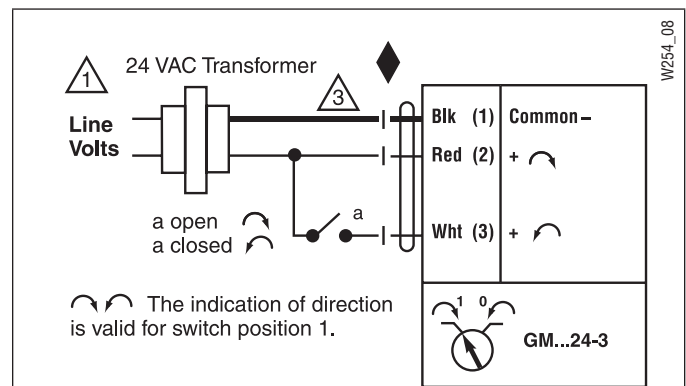 W254_08
1
24 VAC Transformer
3
Line
Volts
Blk (1) Common –
Red (2) +
a
Wht (3) +
a open
a closed
The indication of direction
is valid for switch position 1.
1 0
GM...24-3